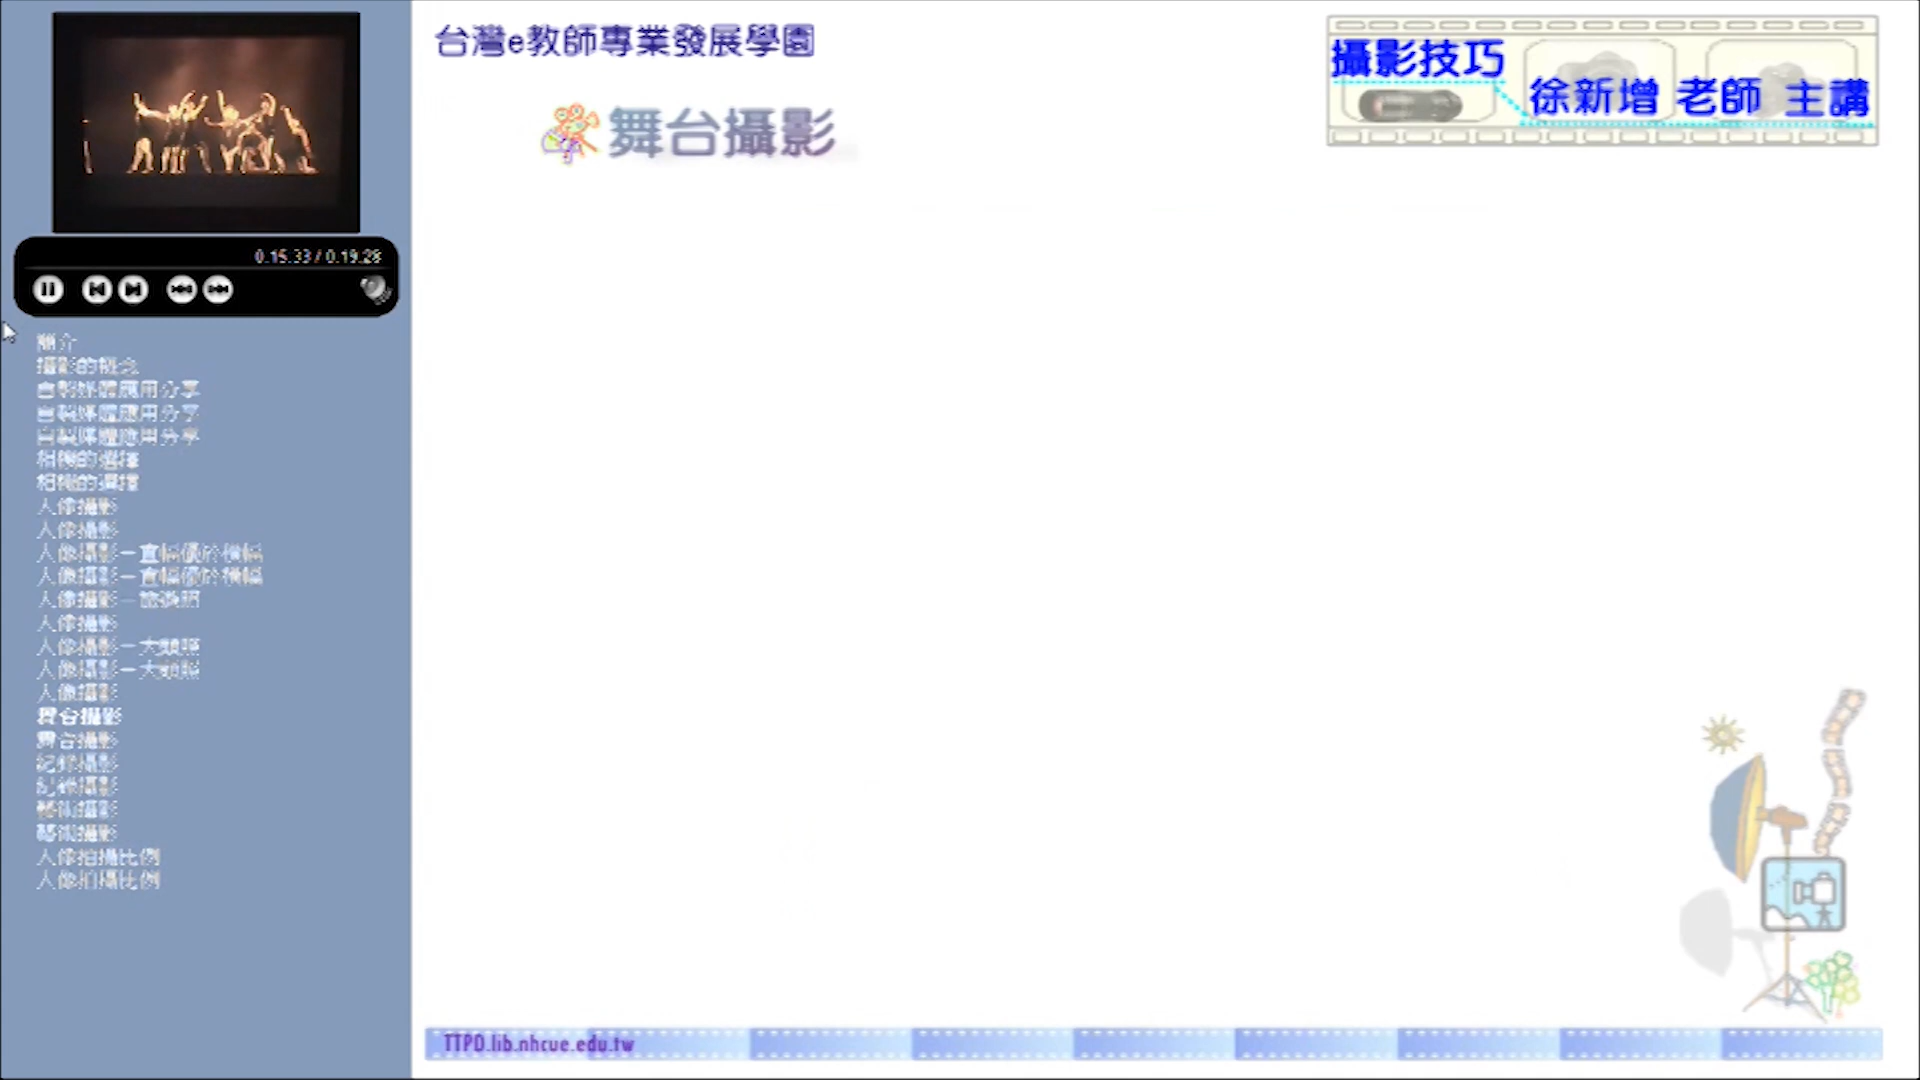 台灣e教師專業發展學園
攝影技巧
徐新增 老師 主講
舞台攝影
0.15.33 / 0.19.28
簡介
攝影的概念
自製媒體應用分享
自製媒體應用分享
自製媒體應用分享
相機的選擇
相機的選擇
人像攝影
人像攝影
人像攝影－直幅優於橫幅
人像攝影－直幅優於橫幅
人像攝影－旅遊照
人像攝影
人像攝影－大頭照
人像攝影－大頭照
人像攝影
舞台攝影
舞台攝影
紀錄攝影
紀錄攝影
藝術攝影
藝術攝影
人像拍攝比例
人像拍攝比例
TTPD.lib.nhcue.edu.tw